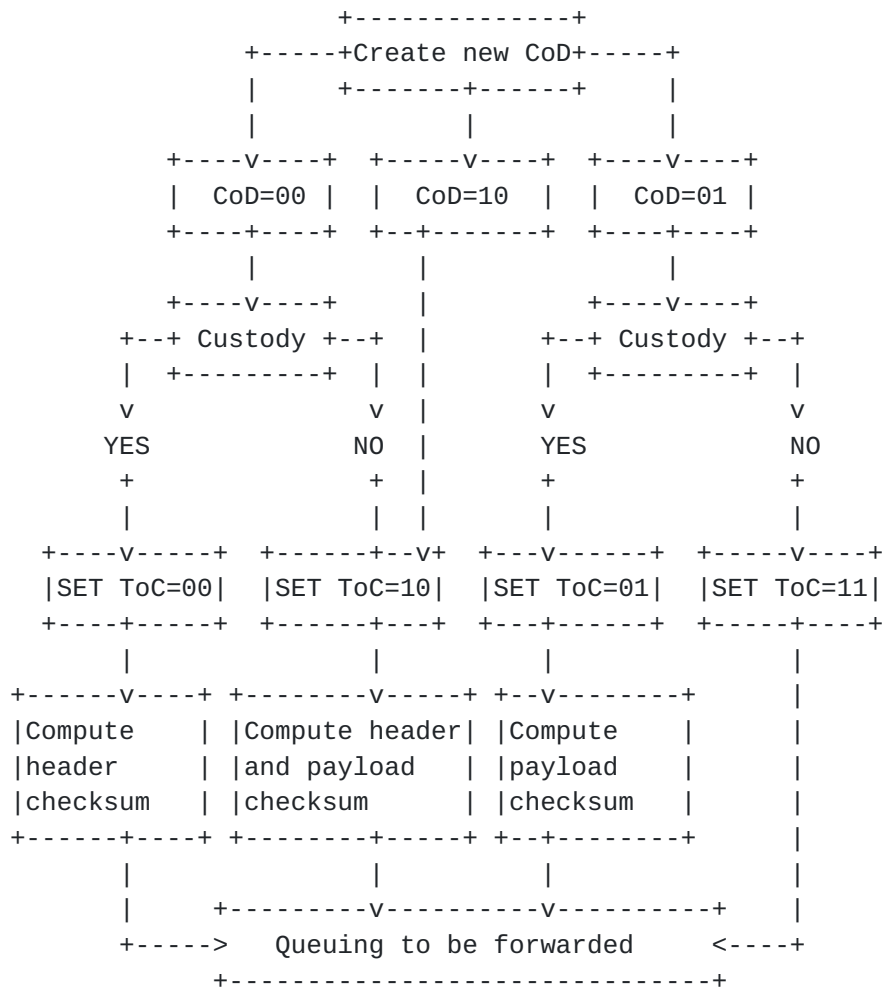 Create new CoD
CoD=00 CoD=10 CoD=01
Custody Custody
YES NO YES NO
SET ToC=00 SET ToC=10 SET ToC=01 SET ToC=11
Compute Compute header Compute
header and payload payload
checksum checksum checksum
Queuing to be forwarded